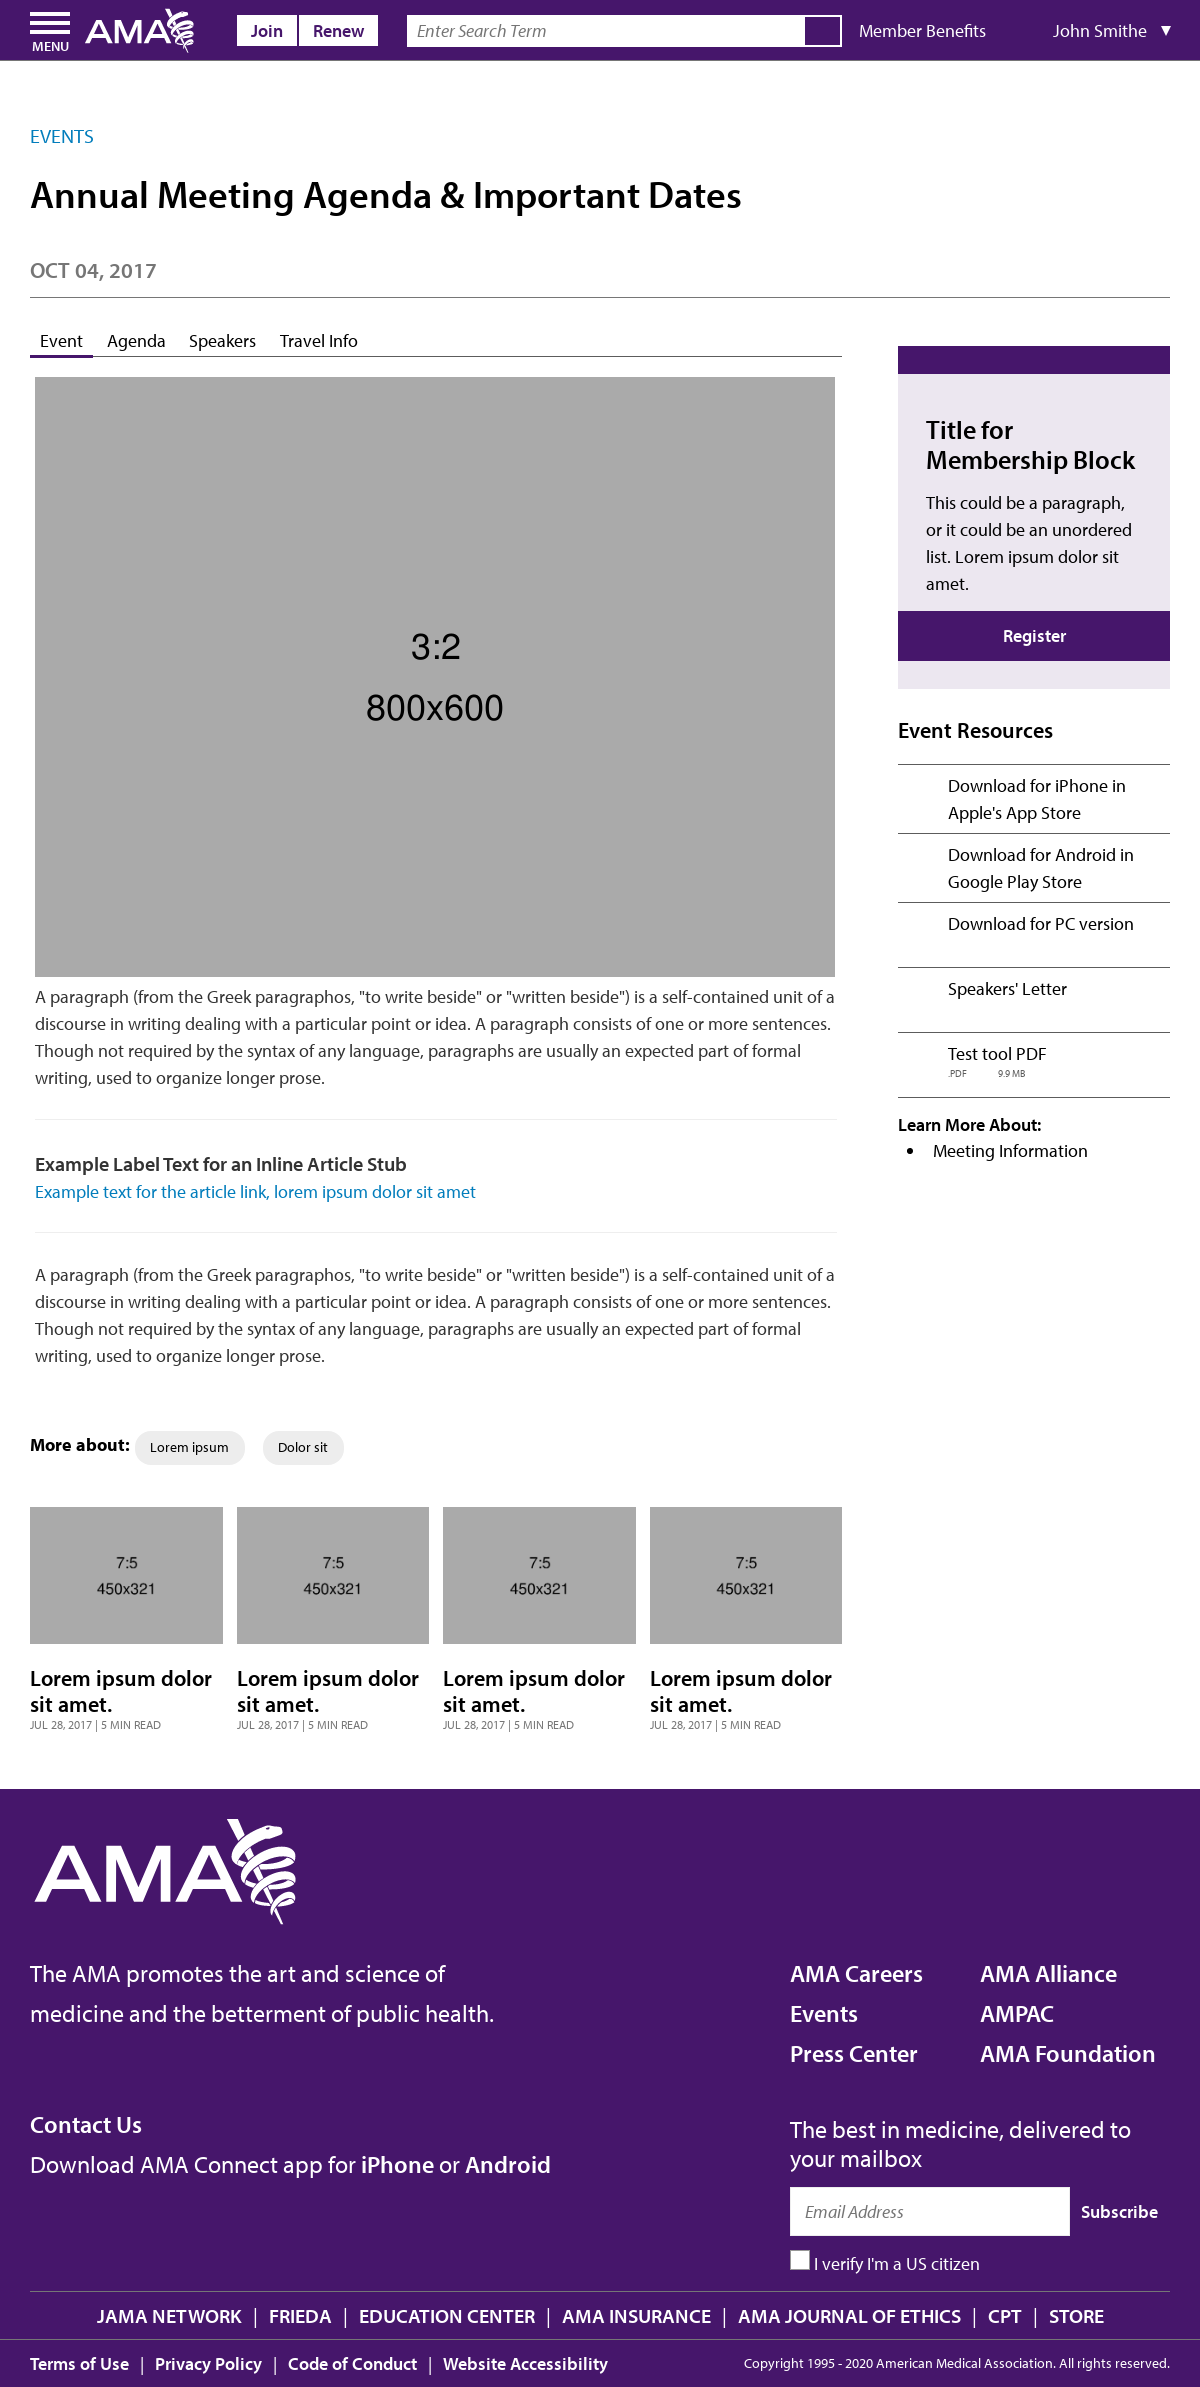 MENU
AMA
Join
Renew
Enter Search Term
Member Benefits
John Smithe ▼
EVENTS
Annual Meeting Agenda & Important Dates
OCT 04, 2017
Event
Agenda
Speakers
Travel Info
3:2
800x600
A paragraph (from the Greek paragraphos, "to write beside" or "written beside") is a self-contained unit of a
discourse in writing dealing with a particular point or idea. A paragraph consists of one or more sentences.
Though not required by the syntax of any language, paragraphs are usually an expected part of formal
writing, used to organize longer prose.
Example Label Text for an Inline Article Stub
Example text for the article link, lorem ipsum dolor sit amet
A paragraph (from the Greek paragraphos, "to write beside" or "written beside") is a self-contained unit of a
discourse in writing dealing with a particular point or idea. A paragraph consists of one or more sentences.
Though not required by the syntax of any language, paragraphs are usually an expected part of formal
writing, used to organize longer prose.
Title for
Membership Block
This could be a paragraph,
or it could be an unordered
list. Lorem ipsum dolor sit
amet.
Register
Event Resources
Download for iPhone in
Apple's App Store
Download for Android in
Google Play Store
Download for PC version
Speakers' Letter
Test tool PDF
.PDF 9.9 MB
Learn More About:
• Meeting Information
More about:
Lorem ipsum
Dolor sit
7:5
450x321
Lorem ipsum dolor
sit amet.
JUL 28, 2017 | 5 MIN READ
7:5
450x321
Lorem ipsum dolor
sit amet.
JUL 28, 2017 | 5 MIN READ
7:5
450x321
Lorem ipsum dolor
sit amet.
JUL 28, 2017 | 5 MIN READ
7:5
450x321
Lorem ipsum dolor
sit amet.
JUL 28, 2017 | 5 MIN READ
AMA
The AMA promotes the art and science of
medicine and the betterment of public health.
AMA Careers
Events
Press Center
AMA Alliance
AMPAC
AMA Foundation
Contact Us
Download AMA Connect app for iPhone or Android
The best in medicine, delivered to
your mailbox
Email Address
Subscribe
I verify I'm a US citizen
JAMA NETWORK | FRIEDA | EDUCATION CENTER | AMA INSURANCE | AMA JOURNAL OF ETHICS | CPT | STORE
Terms of Use | Privacy Policy | Code of Conduct | Website Accessibility
Copyright 1995 - 2020 American Medical Association. All rights reserved.